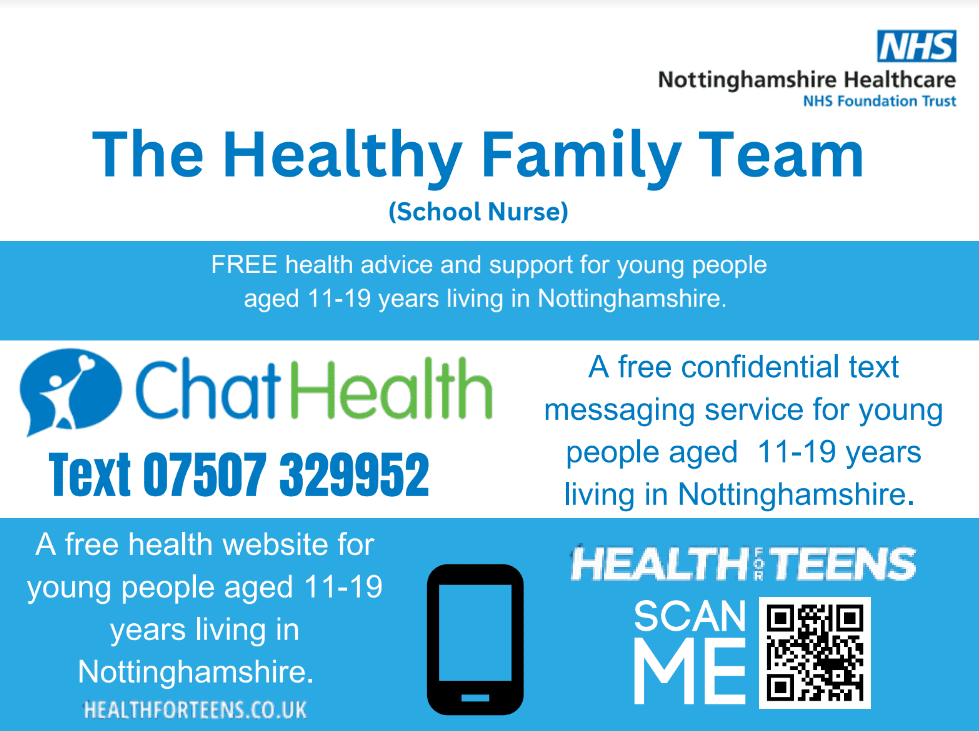 NHS
Nottinghamshire Healthcare
NHS Foundation Trust
The Healthy Family Team
(School Nurse)
FREE health advice and support for young people
aged 11-19 years living in Nottinghamshire.
ChatHealth
Text 07507 329952
A free confidential text
messaging service for young
people aged 11-19 years
living in Nottinghamshire.
A free health website for
young people aged 11-19
years living in
Nottinghamshire.
HEALTHFORTEENS.CO.UK
HEALTH FOR TEENS
SCAN
ME